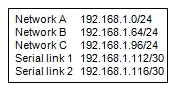 Network A 192.168.1.0/24
Network B 192.168.1.64/24
Network C 192.168.1.96/24
Serial link 1 192.168.1.112/30
Serial link 2 192.168.1.116/30